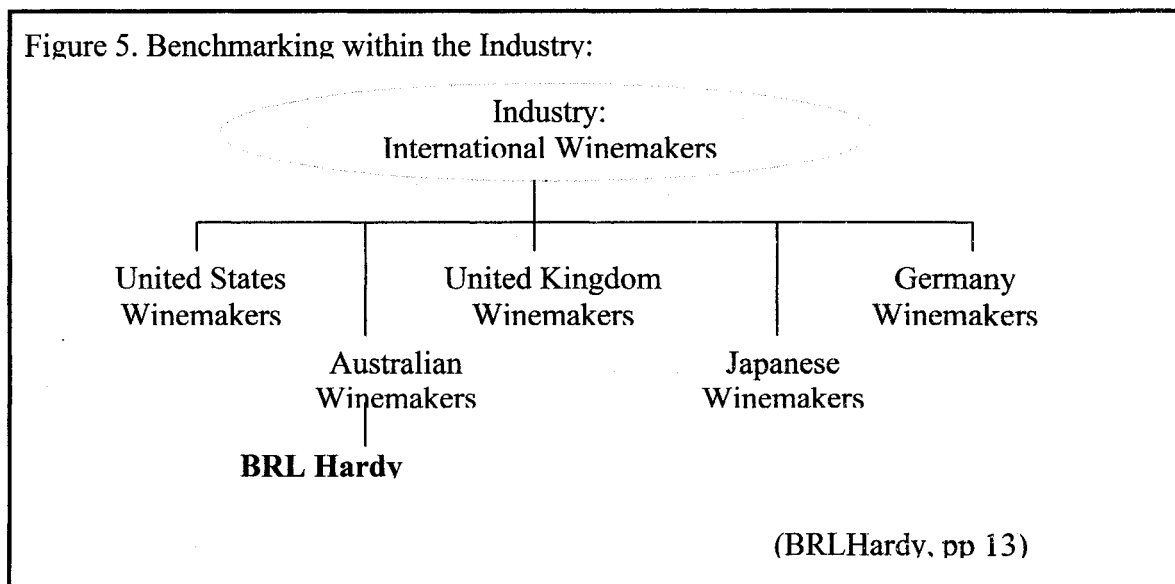 Figure 5. Benchmarking within the Industry:
Industry:
International Winemakers
United States
Winemakers
United Kingdom
Winemakers
Germany
Winemakers
Australian
Winemakers
Japanese
Winemakers
BRL Hardy
(BRLHardy, pp 13)